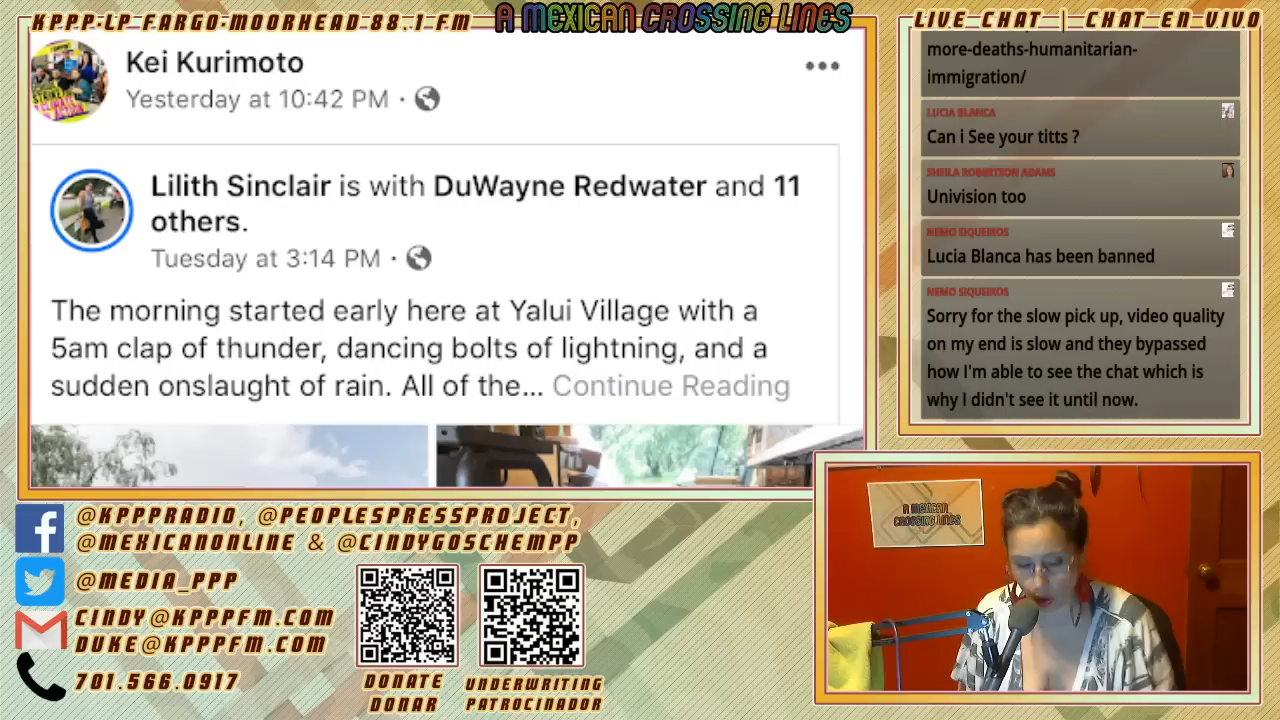 KPPP-LP FARGO-MOORHEAD 88.1 FM
A MEXICAN CROSSING LINES
Kei Kurimoto
Yesterday at 10:42 PM ·
Lilith Sinclair is with DuWayne Redwater and 11
others.
Tuesday at 3:14 PM ·
The morning started early here at Yalui Village with a
5am clap of thunder, dancing bolts of lightning, and a
sudden onslaught of rain. All of the... Continue Reading
LIVE CHAT | CHAT EN VIVO
more-deaths-humanitarian-
immigration/
LUCIA BLANCA
Can i See your titts ?
SHEILA ROBERTSON ADAMS
Univision too
NEMO SIQUEIROS
Lucia Blanca has been banned
NEMO SIQUEIROS
Sorry for the slow pick up, video quality
on my end is slow and they bypassed
how I'm able to see the chat which is
why I didn't see it until now.
A MEXICAN
CROSSING LINES
@KPPPRADIO, @PEOPLESPRESSPROJECT,
@MEXICANONLINE & @CINDYGOSCHEMPP
@MEDIA_PPP
CINDY@KPPPFM.COM
DUKE@KPPPFM.COM
701.566.0917
DONATE
DONAR
UNDERWRITING
PATROCINADOR